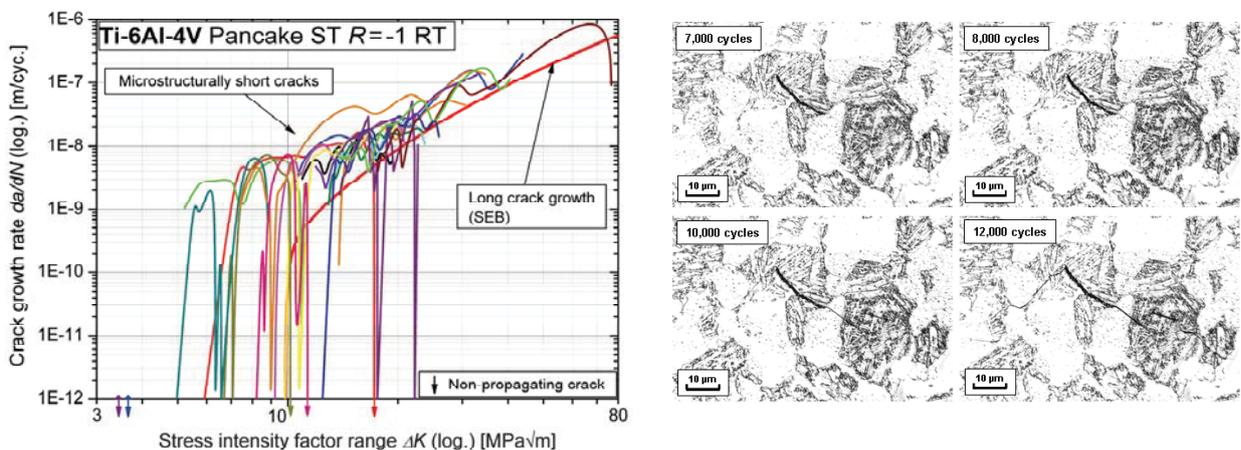 1E-6
Ti-6Al-4V Pancake ST R=-1 RT
1E-7
Microstructurally short cracks
1E-8
1E-9
Long crack growth
(SEB)
1E-10
1E-11
1E-12
Non-propagating crack
3
10
80
Crack growth rate da/dN (log.) [m/cyc.]
Stress intensity factor range ΔK (log.) [MPa√m]
7,000 cycles
10 µm
8,000 cycles
10 µm
10,000 cycles
10 µm
12,000 cycles
10 µm